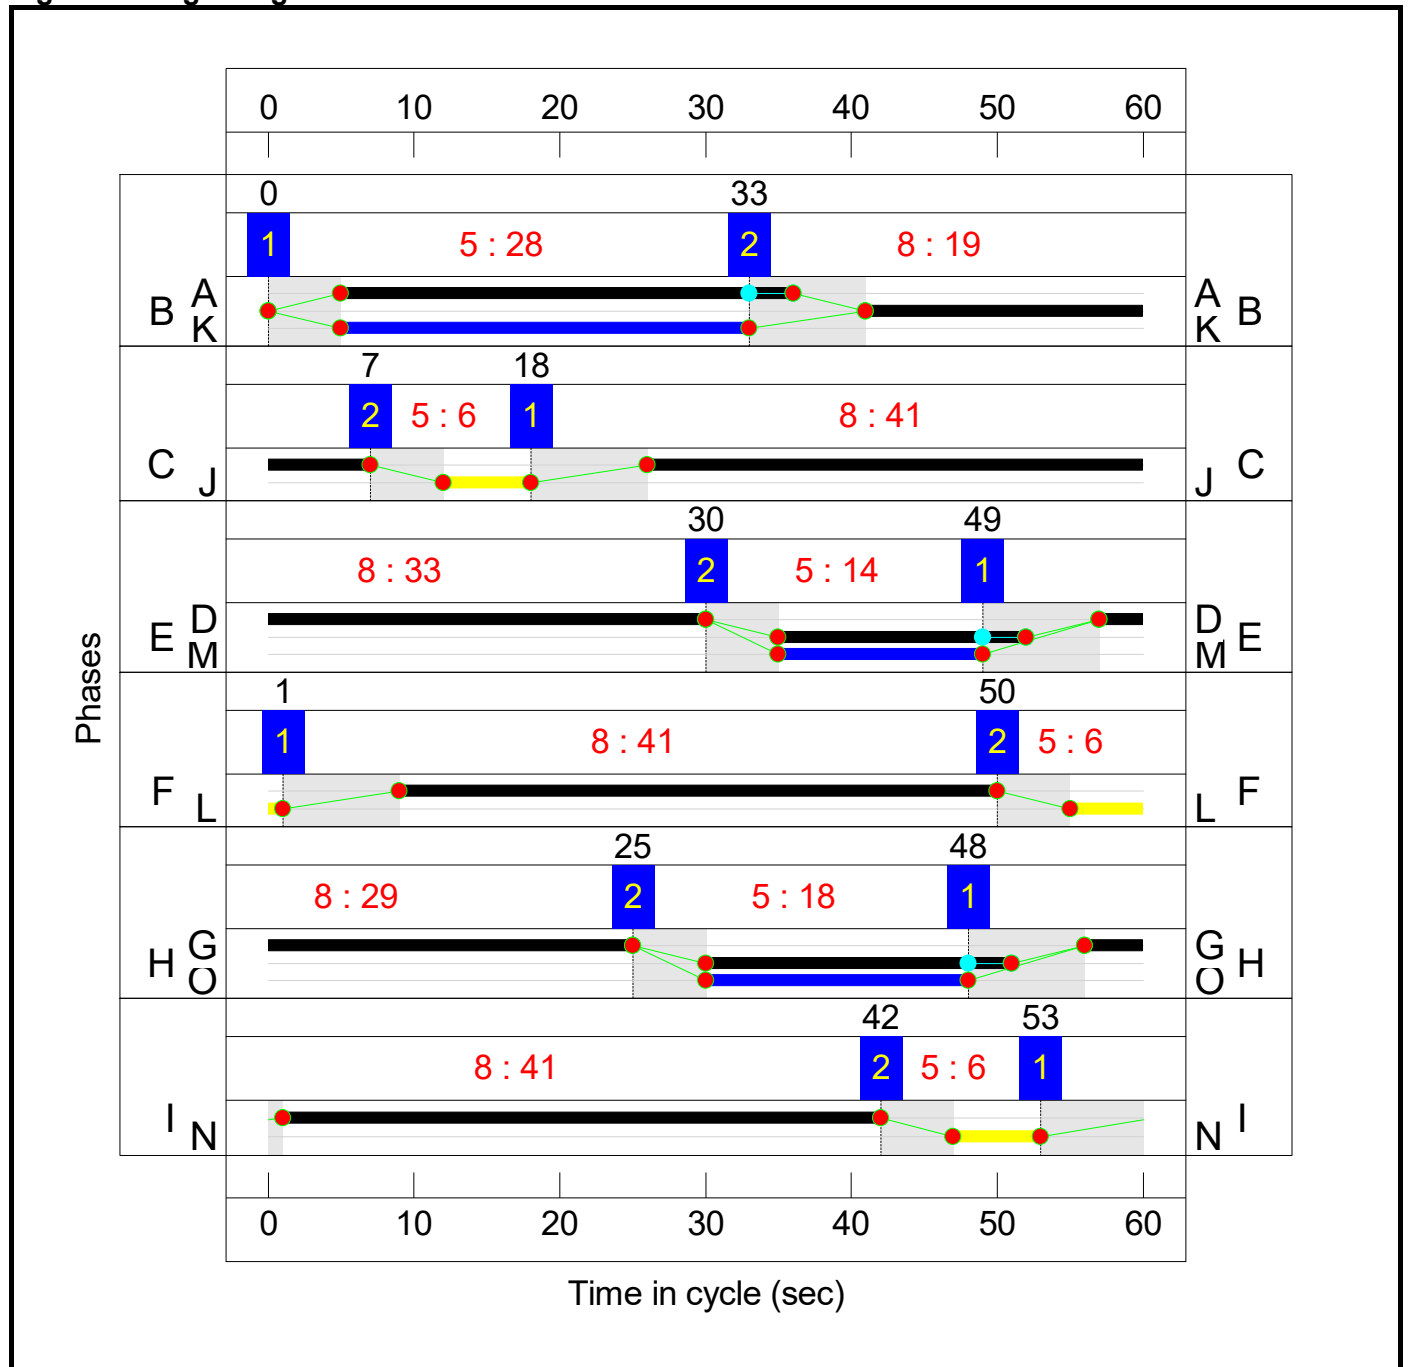 0 10 20 30 40 50 60
0 33
1 5 : 28 2 8 : 19
A A
B B
K K
7 18
2 5 : 6 1 8 : 41
C C
J J
30 49
8 : 33 2 5 : 14 1
D D
E E
M M
1 50
1 8 : 41 2 5 : 6
F F
L L
25 48
8 : 29 2 5 : 18 1
G G
H H
O O
42 53
8 : 41 2 5 : 6 1
I I
N N
Phases
0 10 20 30 40 50 60
Time in cycle (sec)